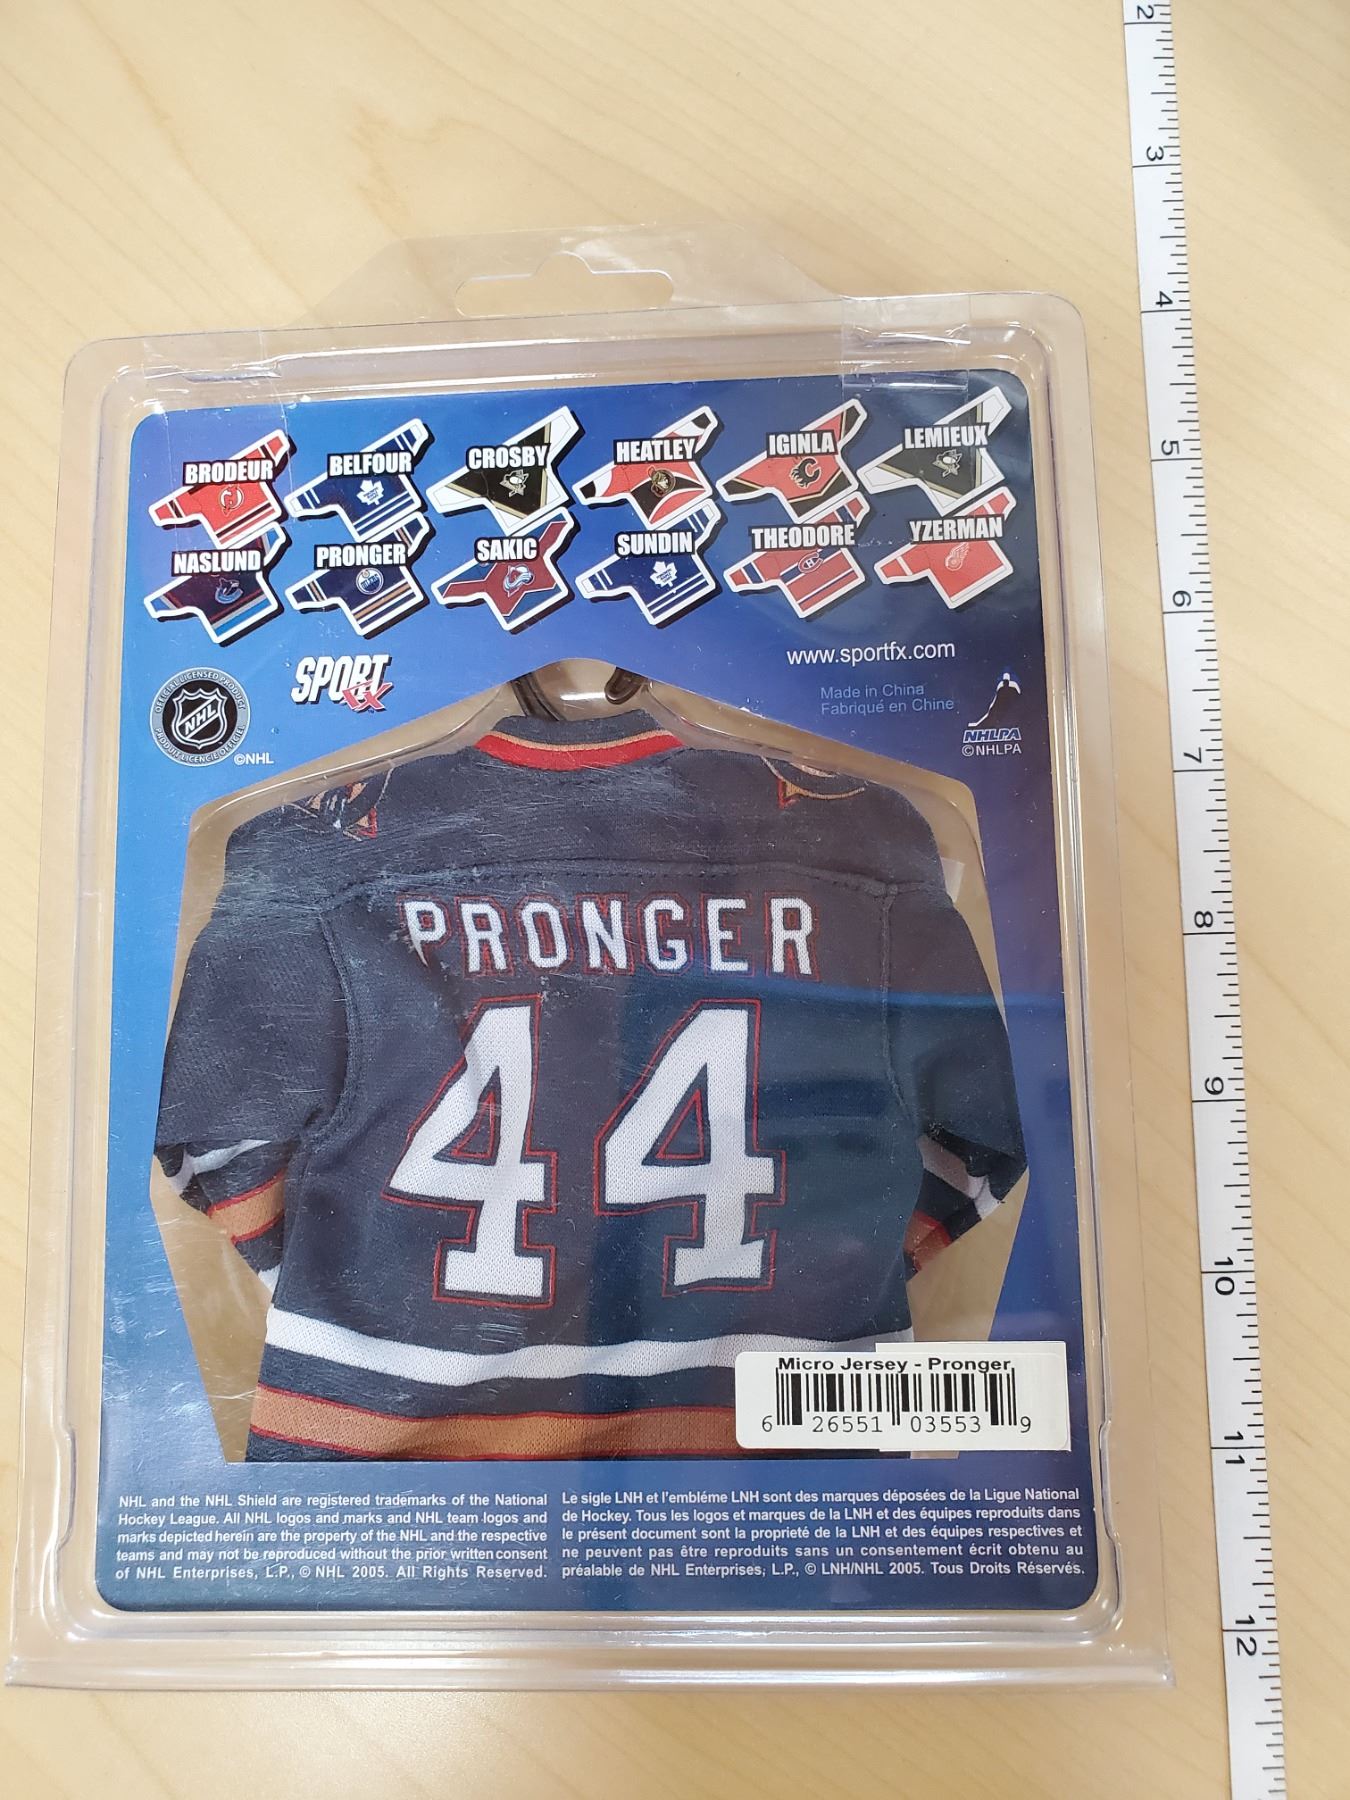 2
3
4
5
6
7
8
9
10
11
12
BRODEUR BELFOUR CROSBY HEATLEY IGINLA LEMIEUX
NASLUND PRONGER SAKIC SUNDIN THEODORE YZERMAN
OFFICIAL LICENSED PRODUCT
NHL
PRODUIT LICENCIÉ OFFICIEL
©NHL
SPORT FX
www.sportfx.com
Made in China
Fabriqué en Chine
NHLPA
©NHLPA
PRONGER
44
Micro Jersey - Pronger
6 26551 03553 9
NHL and the NHL Shield are registered trademarks of the National
Hockey League. All NHL logos and marks and NHL team logos and
marks depicted herein are the property of the NHL and the respective
teams and may not be reproduced without the prior written consent
of NHL Enterprises, L.P., © NHL 2005. All Rights Reserved.
Le sigle LNH et l'embléme LNH sont des marques déposées de la Ligue National
de Hockey. Tous les logos et marques de la LNH et des équipes reproduits dans
le présent document sont la proprieté de la LNH et des équipes respectives et
ne peuvent pas être reproduits sans un consentement écrit obtenu au
préalable de NHL Enterprises, L.P., © LNH/NHL 2005. Tous Droits Réservés.